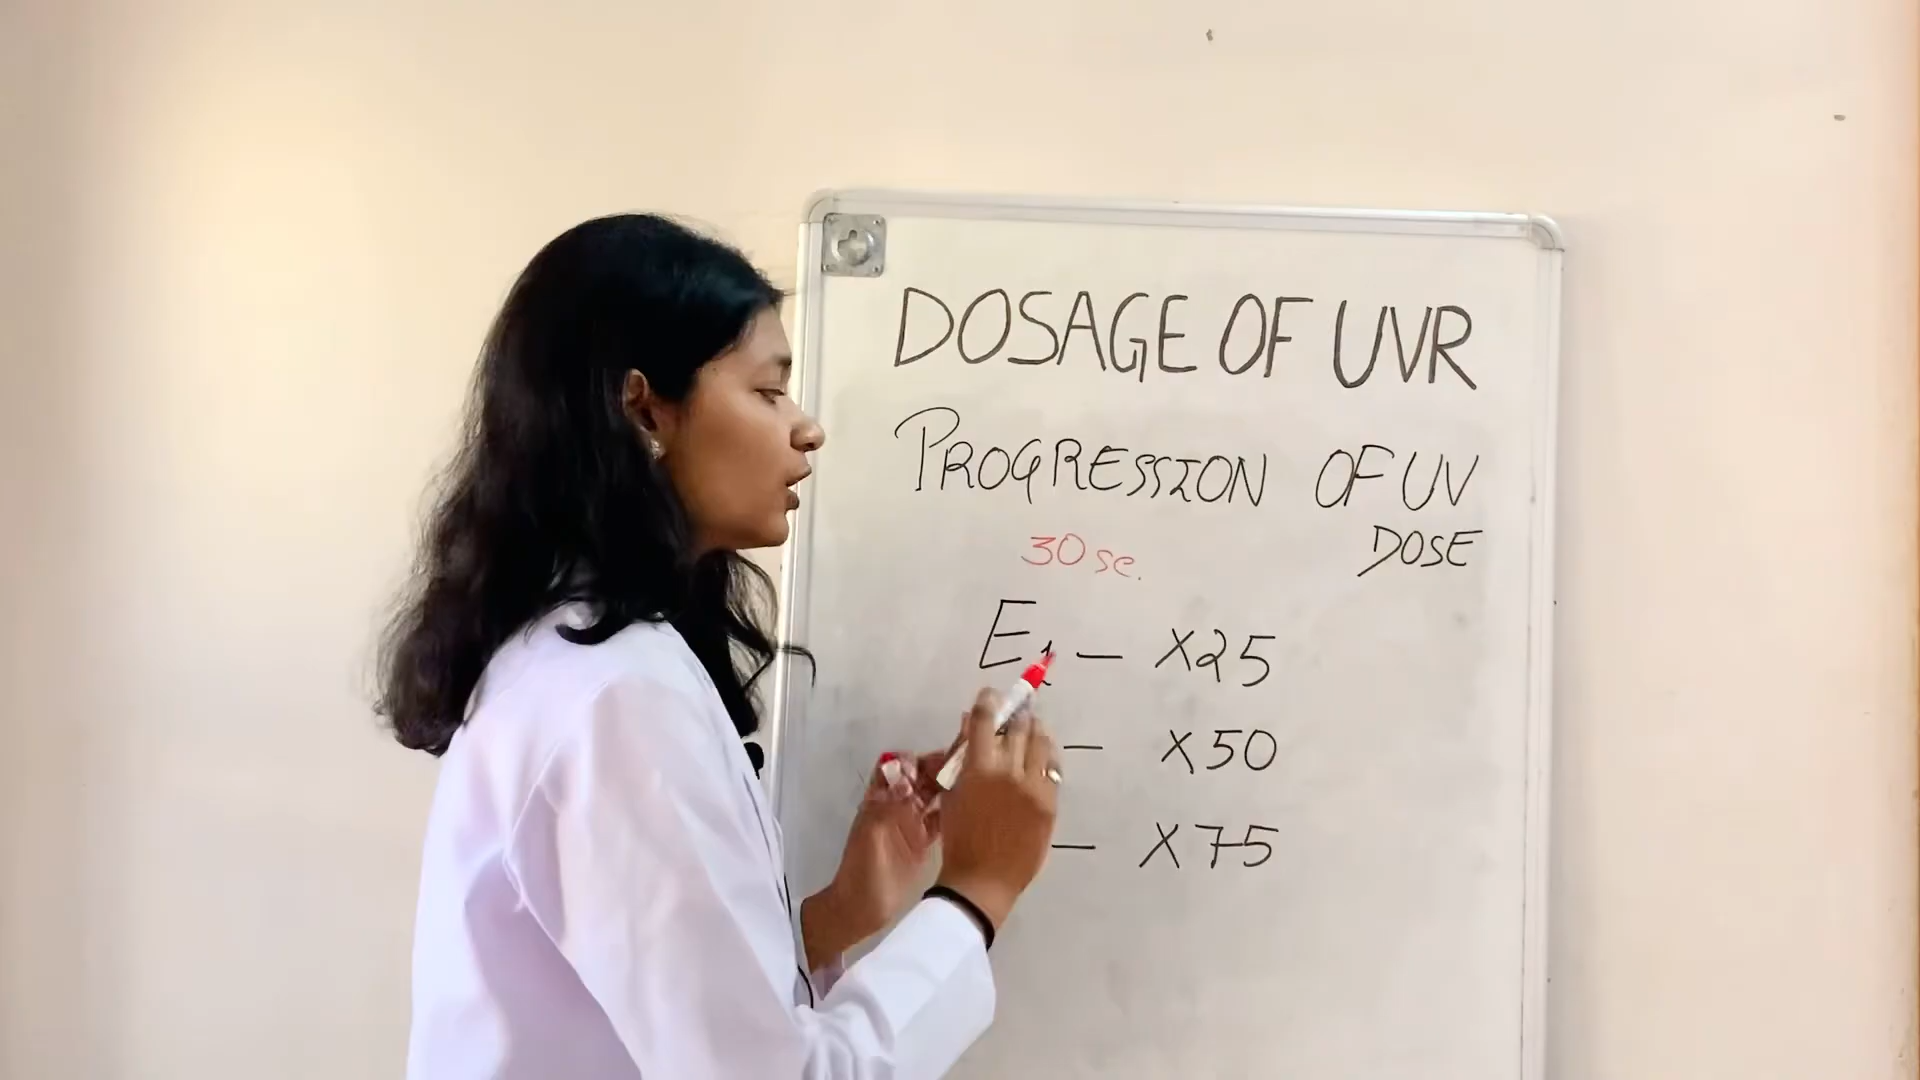 DOSAGE OF UVR
PROGRESSION OF UV
DOSE
30 se.
E1 — X25
— X50
— X75